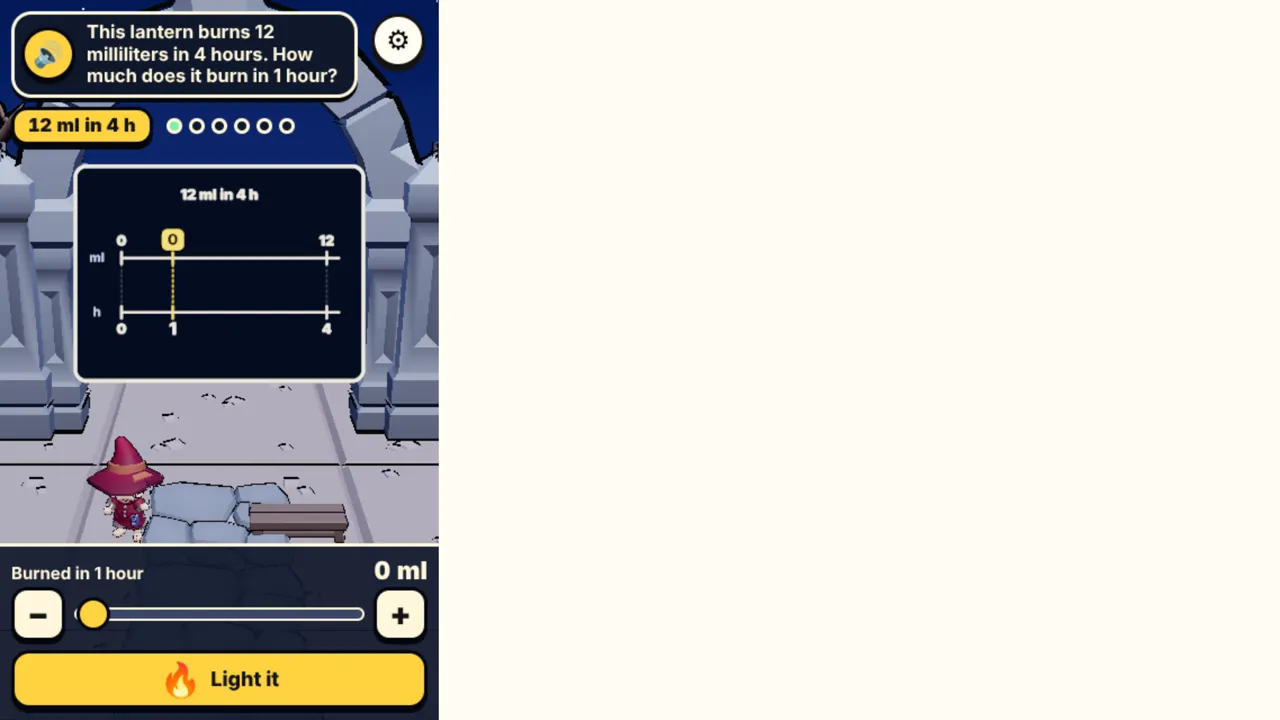 This lantern burns 12
milliliters in 4 hours. How
much does it burn in 1 hour?
12 ml in 4 h
12 ml in 4 h
0 0 12
ml
h
0 1 4
Burned in 1 hour 0 ml
− +
Light it